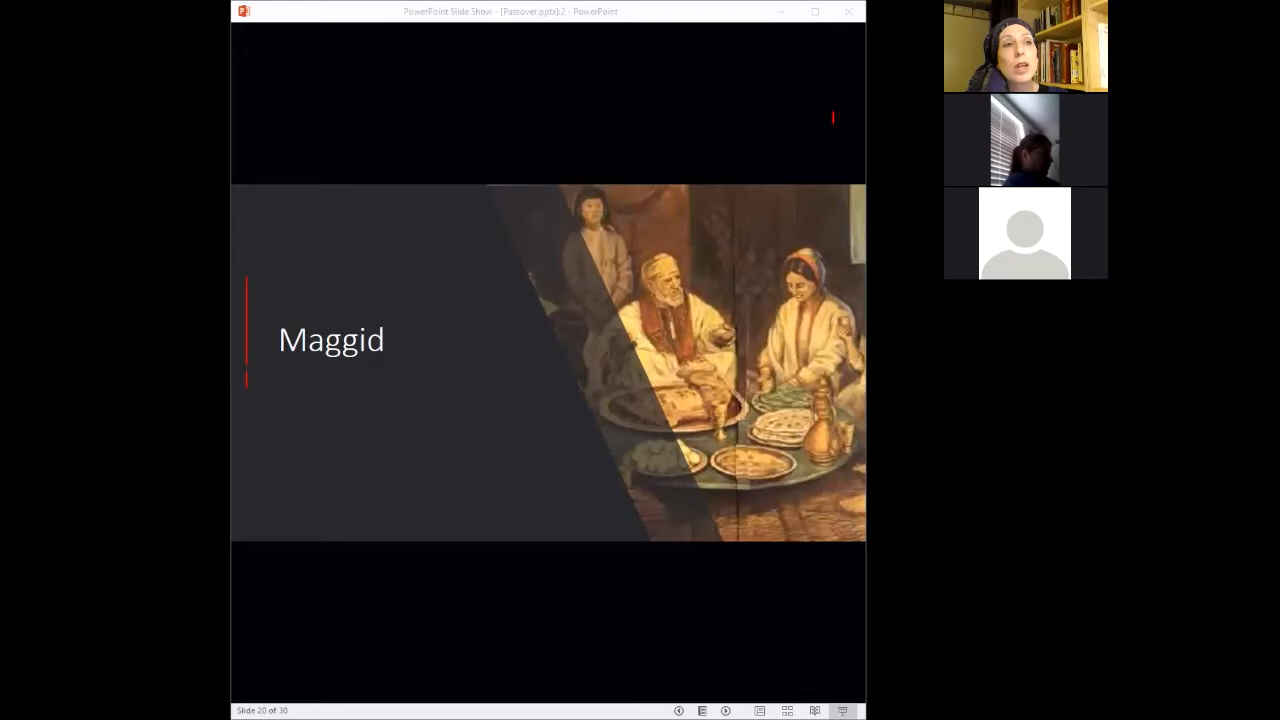 PowerPoint Slide Show - [Passover.pptx]:2 - PowerPoint
Maggid
Slide 20 of 30